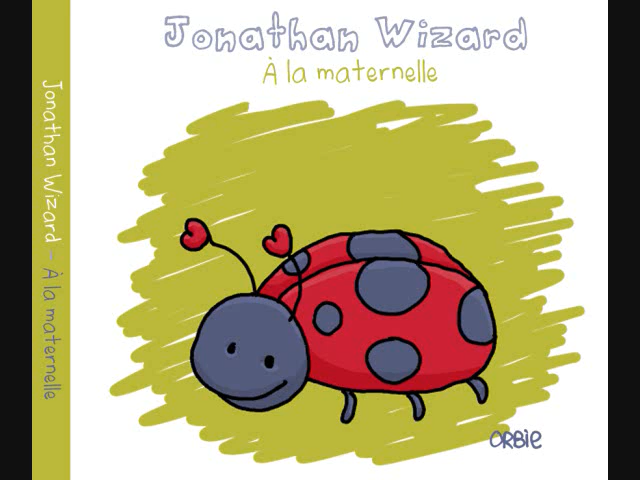 Jonathan Wizard
À la maternelle
Jonathan Wizard - À la maternelle
ORBiE